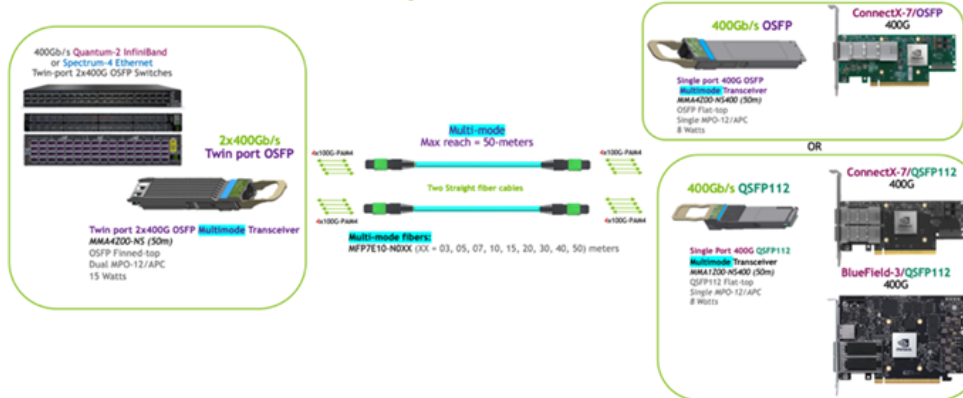 400Gb/s Quantum-2 InfiniBand
or Spectrum-4 Ethernet
Twin-port 2x400G OSFP Switches
2x400Gb/s
Twin port OSFP
Twin port 2x400G OSFP Multimode Transceiver
MMA4Z00-NS (50m)
OSFP Finned-top
Dual MPO-12/APC
15 Watts
Multi-mode
Max reach = 50-meters
4x100G-PAM4
4x100G-PAM4
Two Straight fiber cables
4x100G-PAM4
4x100G-PAM4
Multi-mode fibers:
MFP7E10-N0XX (XX = 03, 05, 07, 10, 15, 20, 30, 40, 50) meters
400Gb/s OSFP
Single port 400G OSFP
Multimode Transceiver
MMA4Z00-NS400 (50m)
OSFP Flat-top
Single MPO-12/APC
8 Watts
ConnectX-7/OSFP
400G
OR
400Gb/s QSFP112
Single Port 400G QSFP112
Multimode Transceiver
MMA1Z00-NS400 (50m)
QSFP112 Flat-top
Single MPO-12/APC
8 Watts
ConnectX-7/QSFP112
400G
BlueField-3/QSFP112
400G